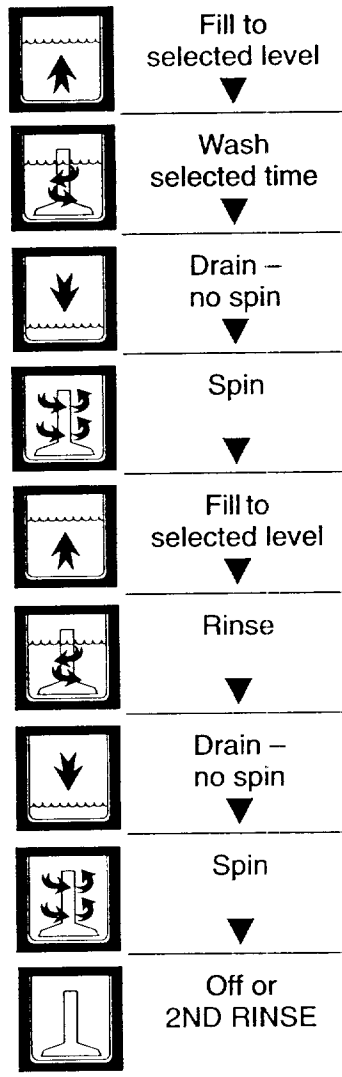 Fill to
selected level
Wash
selected time
Drain –
no spin
Spin
Fill to
selected level
Rinse
Drain –
no spin
Spin
Off or
2ND RINSE